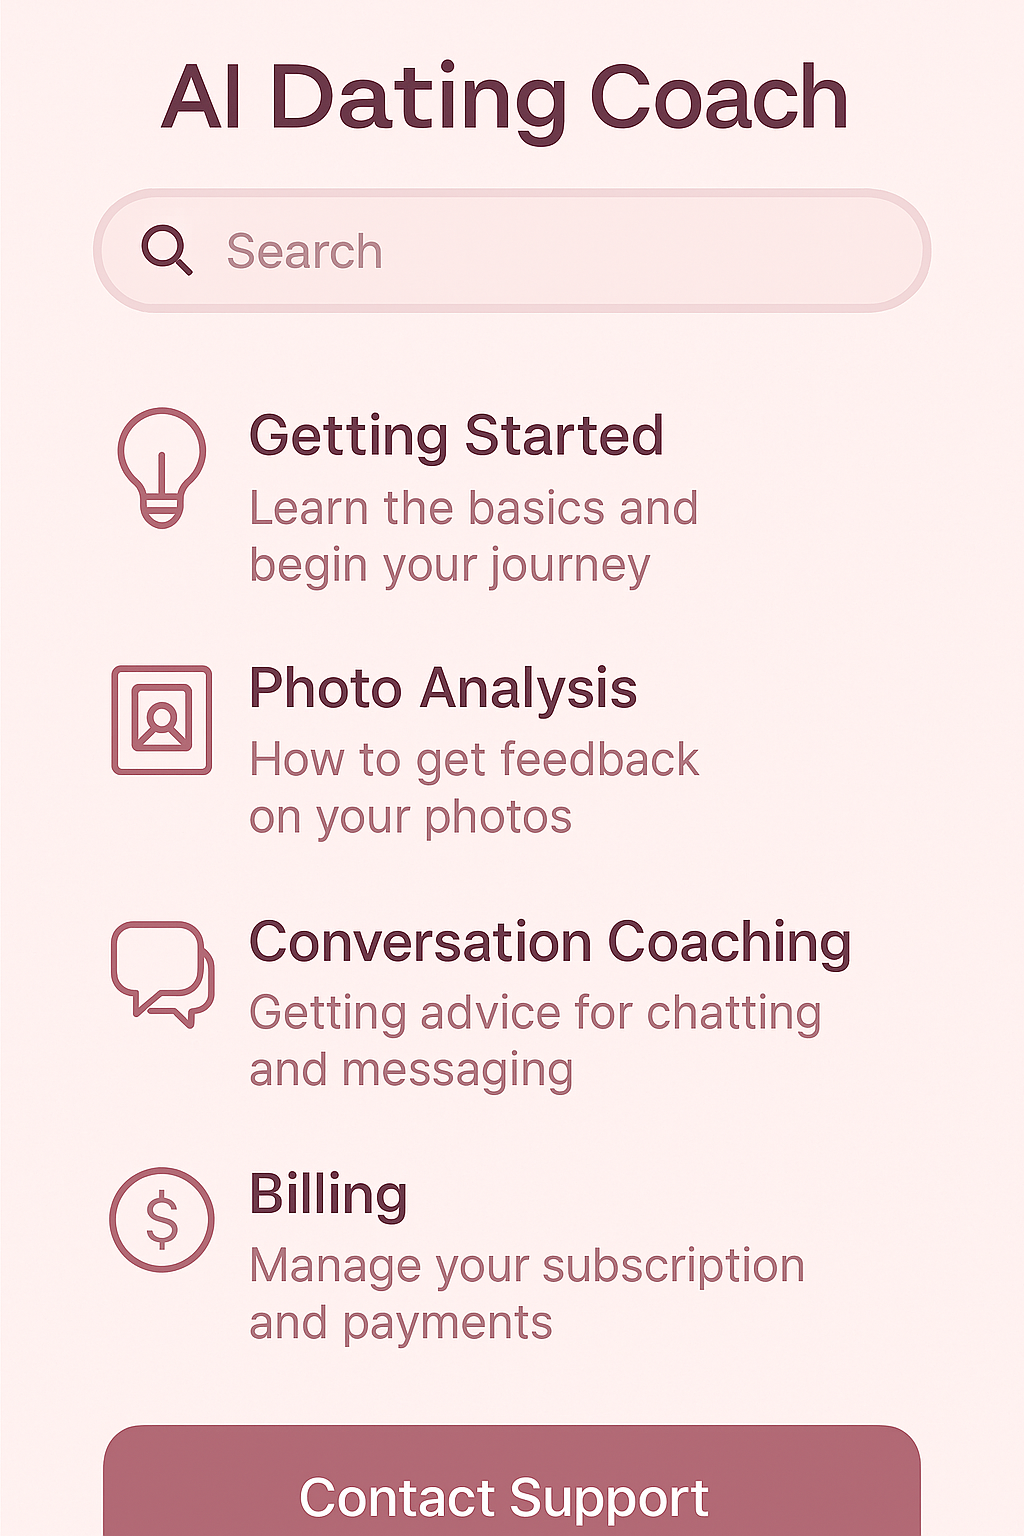 AI Dating Coach
Search
Getting Started
Learn the basics and
begin your journey
Photo Analysis
How to get feedback
on your photos
Conversation Coaching
Getting advice for chatting
and messaging
$
Billing
Manage your subscription
and payments
Contact Support